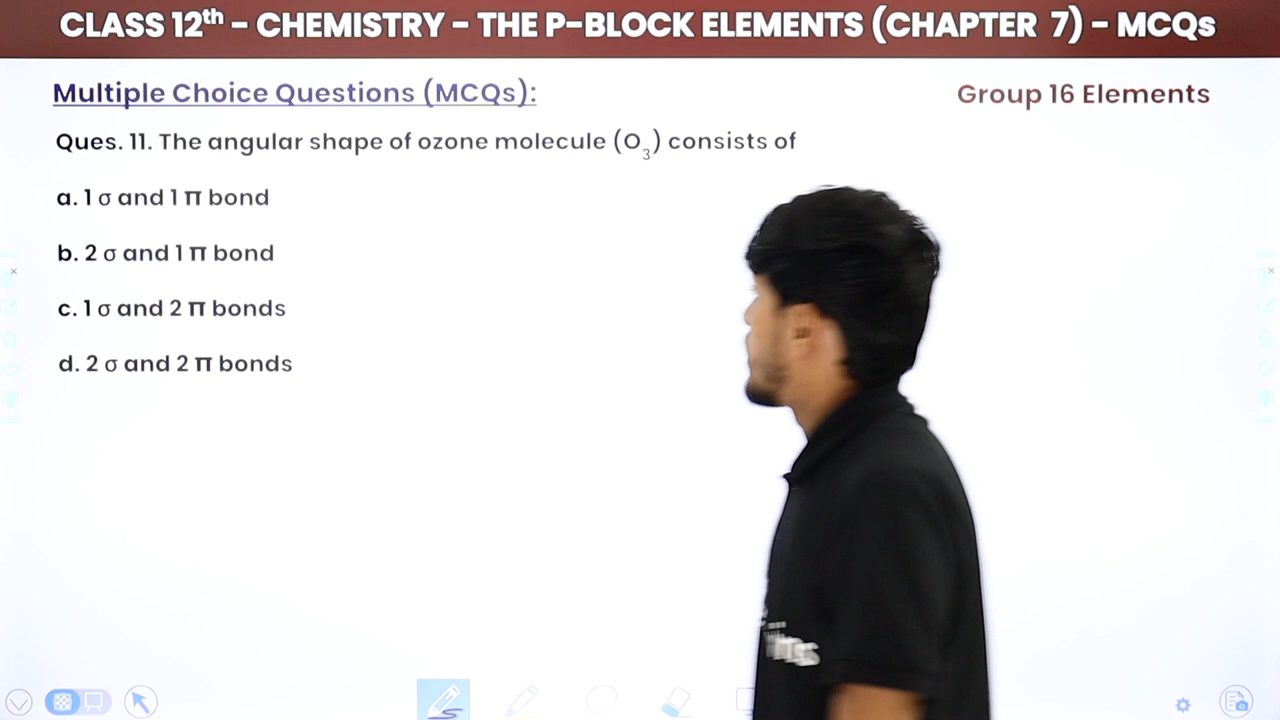 CLASS 12th - CHEMISTRY - THE P-BLOCK ELEMENTS (CHAPTER 7) - MCQs
Multiple Choice Questions (MCQs):
Group 16 Elements
Ques. 11. The angular shape of ozone molecule (O3) consists of
a. 1 σ and 1 π bond
b. 2 σ and 1 π bond
c. 1 σ and 2 π bonds
d. 2 σ and 2 π bonds